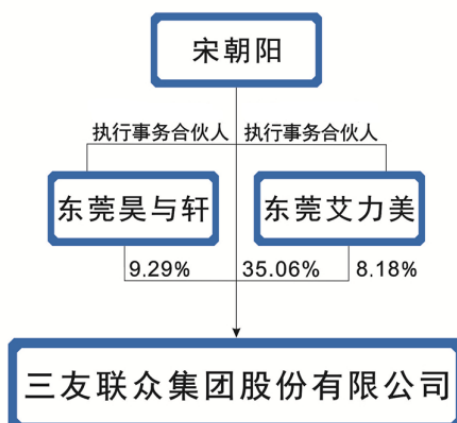 宋朝阳
执行事务合伙人 执行事务合伙人
东莞昊与轩 东莞艾力美
9.29% 35.06% 8.18%
三友联众集团股份有限公司